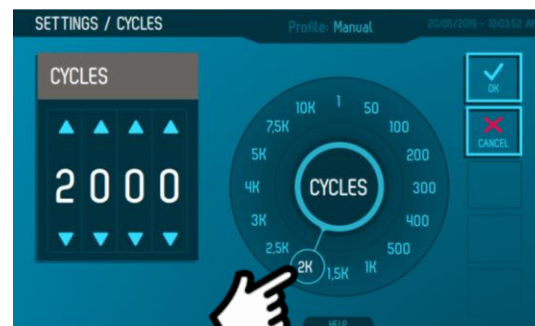 SETTINGS / CYCLES
Profile: Manual
20/05/2019 - 10:03:52 AM
CYCLES
2 0 0 0
CYCLES
1
50
100
200
300
400
500
1K
1,5K
2K
2,5K
3K
4K
5K
7,5K
10K
OK
CANCEL
HELP